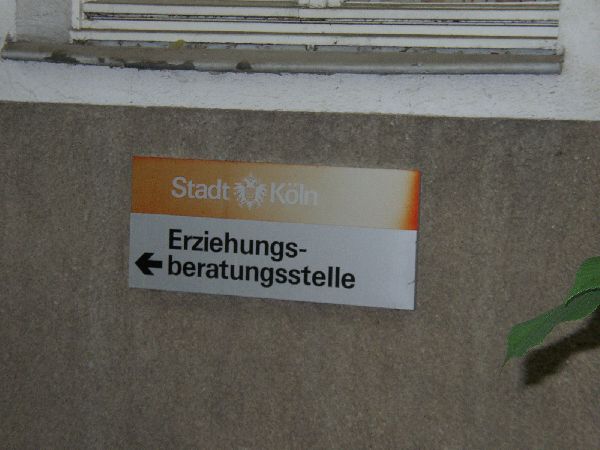 Stadt Köln
Erziehungs-
beratungsstelle